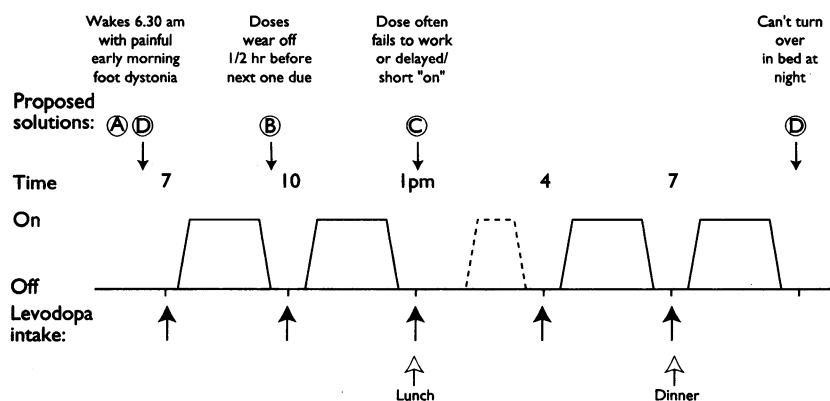 Wakes 6.30 am
with painful
early morning
foot dystonia
Doses
wear off
1/2 hr before
next one due
Dose often
fails to work
or delayed/
short "on"
Can't turn
over
in bed at
night
Proposed
solutions: A D B C D
Time 7 10 1pm 4 7
On
Off
Levodopa
intake:
Lunch Dinner